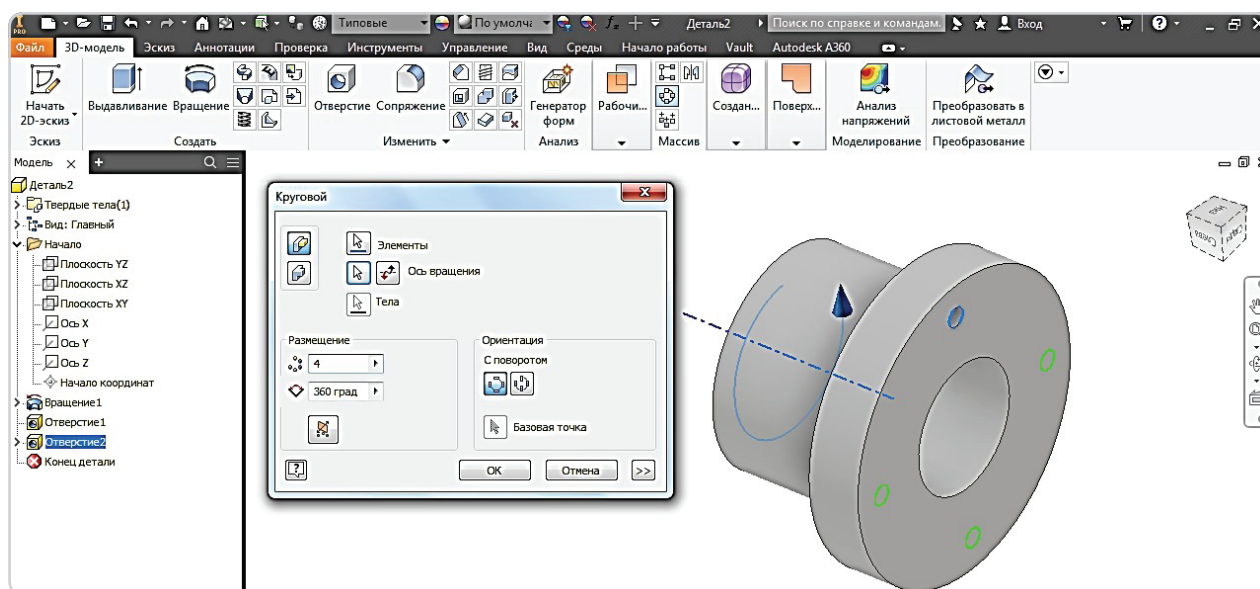 PRO
Типовые По умолча Деталь2 Поиск по справке и командам. Вход
Файл 3D-модель Эскиз Аннотации Проверка Инструменты Управление Вид Среды Начало работы Vault Autodesk A360
Начать 2D-эскиз
Выдавливание Вращение
Отверстие Сопряжение
Генератор форм
Рабочи...
Создан...
Поверх...
Анализ напряжений
Преобразовать в листовой металл
Эскиз Создать Изменить Анализ Массив Моделирование Преобразование
Модель
Деталь2
Твердые тела(1)
Вид: Главный
Начало
Плоскость YZ
Плоскость XZ
Плоскость XY
Ось X
Ось Y
Ось Z
Начало координат
Вращение1
Отверстие1
Отверстие2
Конец детали
Круговой
Элементы
Ось вращения
Тела
Размещение
4
360 град
Ориентация
С поворотом
Базовая точка
ОК Отмена >>